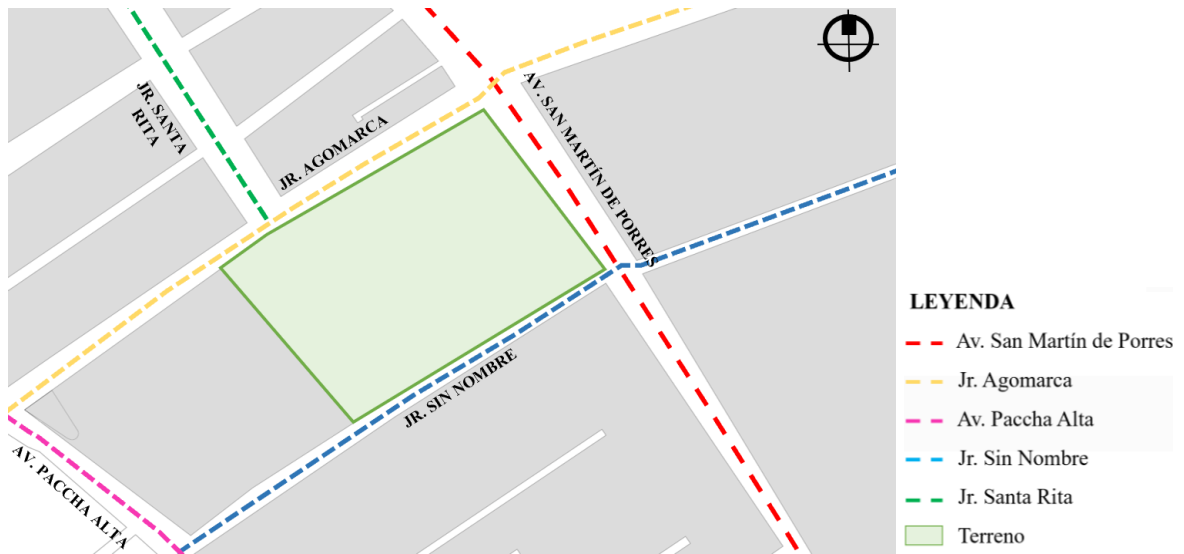 JR. SANTA
RITA
JR. AGOMARCA
AV. SAN MARTÍN DE PORRES
JR. SIN NOMBRE
AV. PACCHA ALTA
LEYENDA
Av. San Martín de Porres
Jr. Agomarca
Av. Paccha Alta
Jr. Sin Nombre
Jr. Santa Rita
Terreno